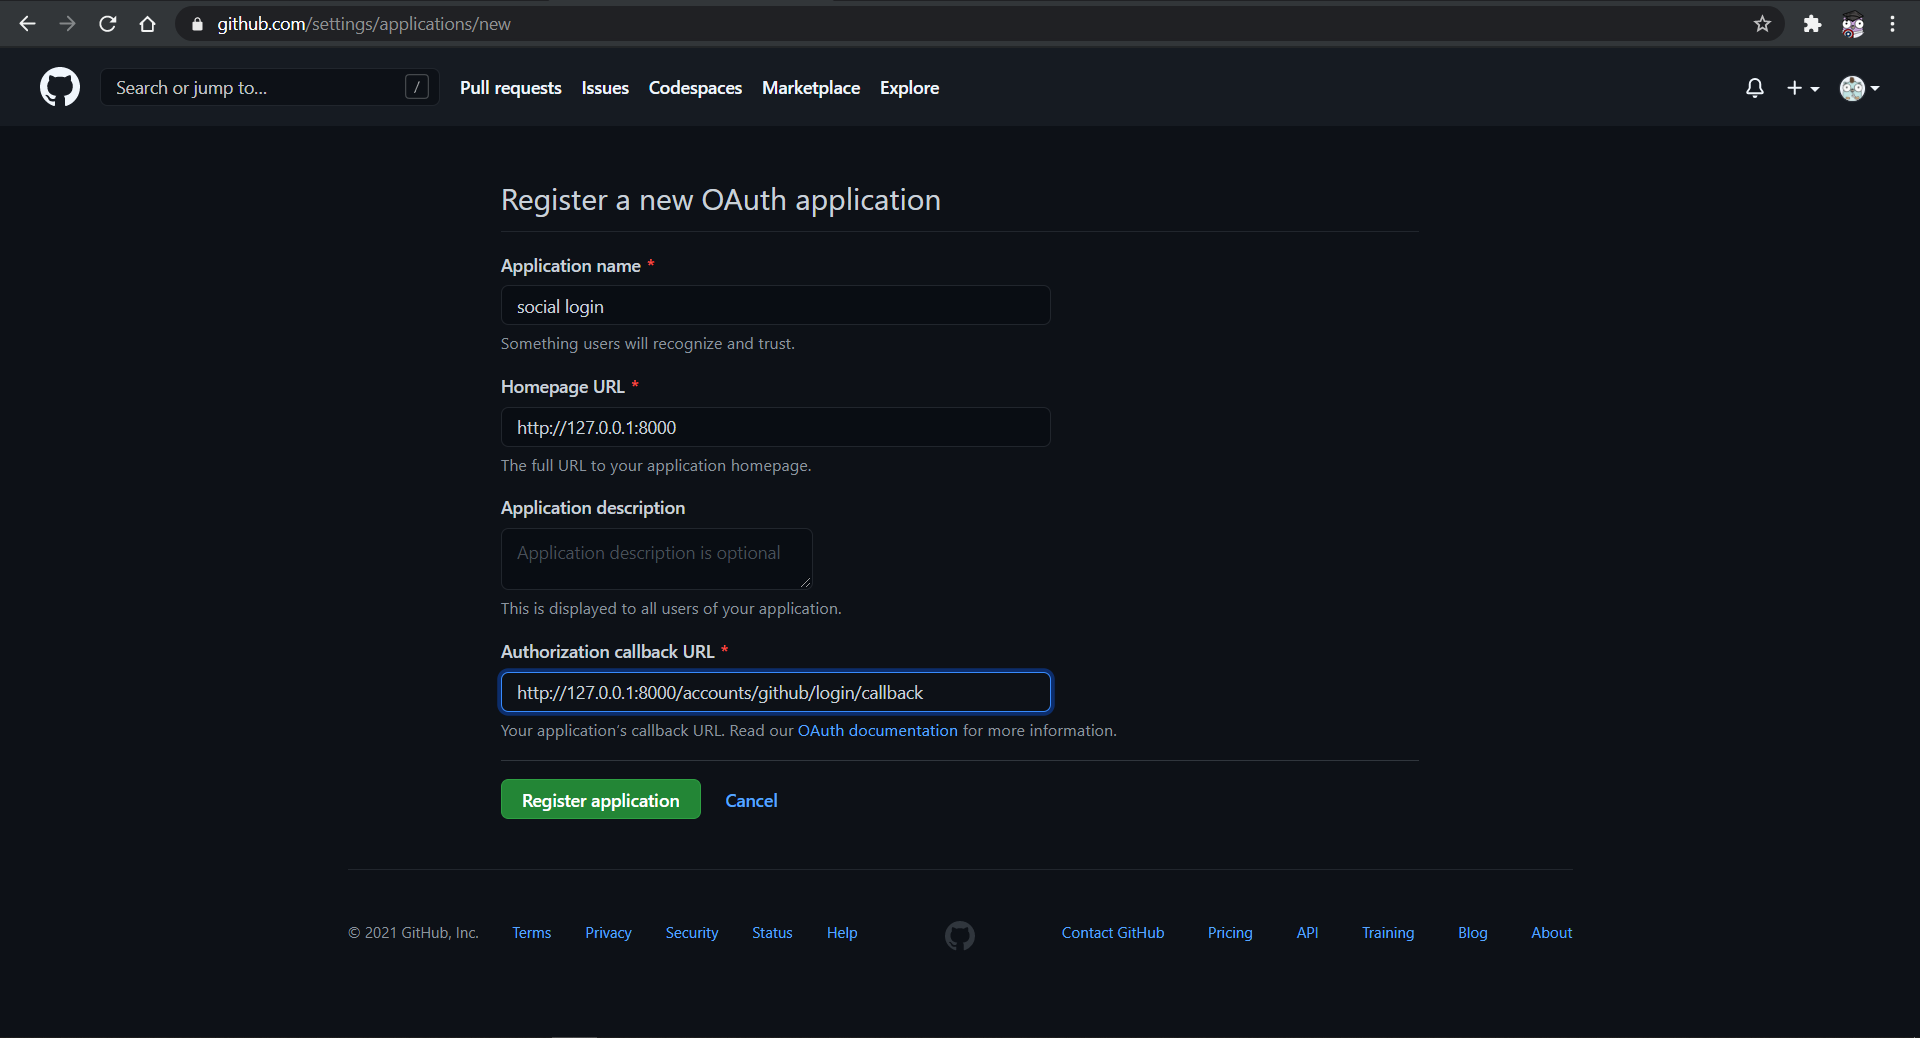 github.com/settings/applications/new
Search or jump to... /
Pull requests Issues Codespaces Marketplace Explore
Register a new OAuth application
Application name *
social login
Something users will recognize and trust.
Homepage URL *
http://127.0.0.1:8000
The full URL to your application homepage.
Application description
Application description is optional
This is displayed to all users of your application.
Authorization callback URL *
http://127.0.0.1:8000/accounts/github/login/callback
Your application’s callback URL. Read our OAuth documentation for more information.
Register application Cancel
© 2021 GitHub, Inc. Terms Privacy Security Status Help Contact GitHub Pricing API Training Blog About